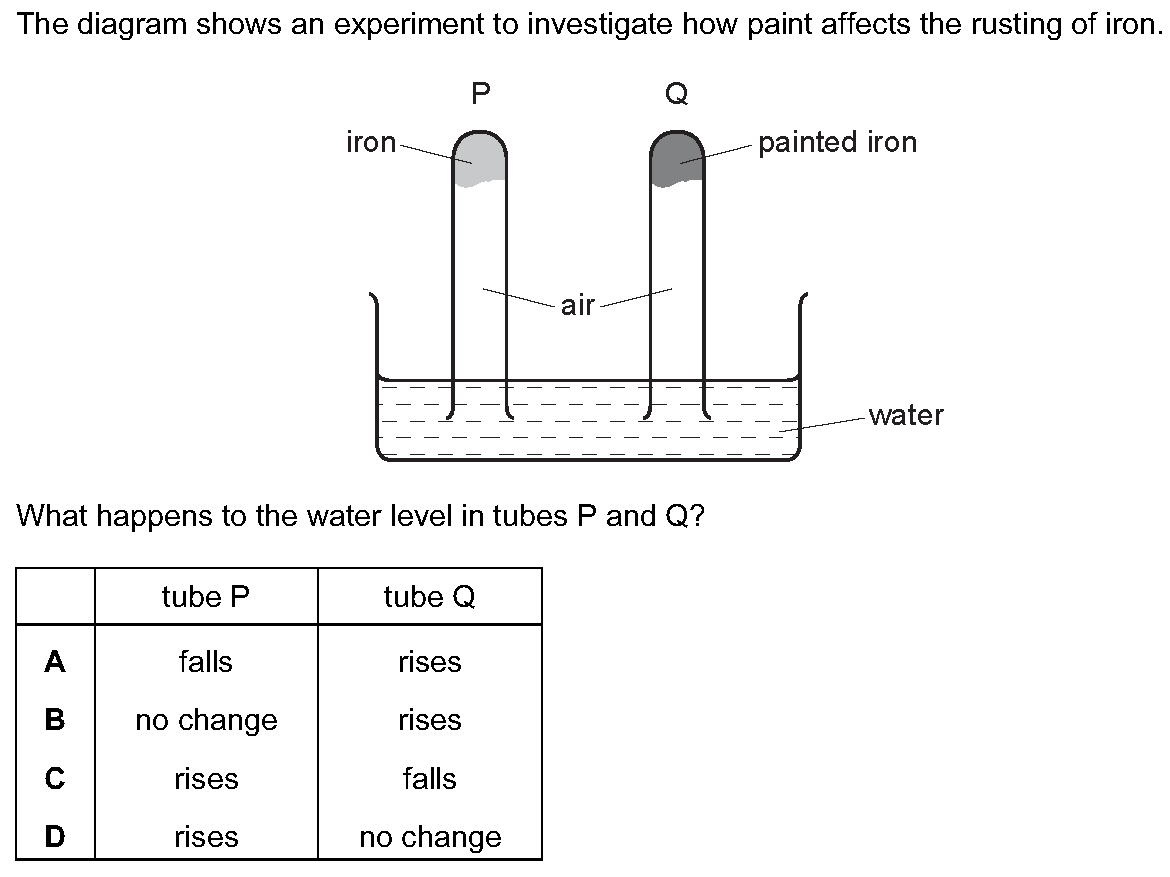 The diagram shows an experiment to investigate how paint affects the rusting of iron.
P Q
iron painted iron
air
water
What happens to the water level in tubes P and Q?
tube P tube Q
A falls rises
B no change rises
C rises falls
D rises no change